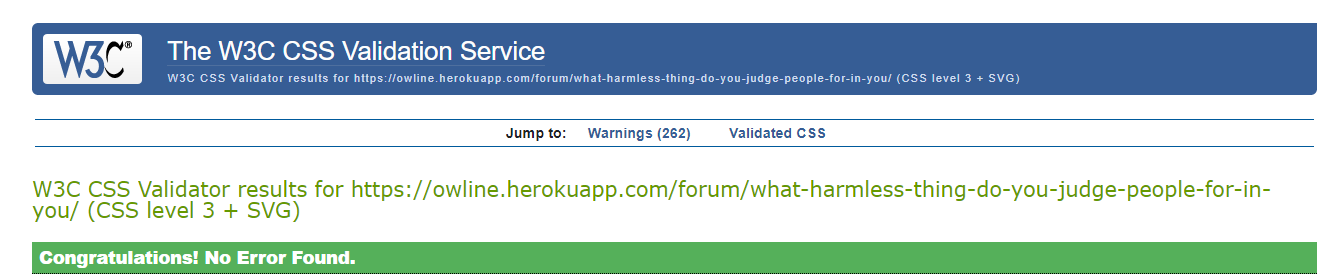 W3C®
The W3C CSS Validation Service
W3C CSS Validator results for https://owline.herokuapp.com/forum/what-harmless-thing-do-you-judge-people-for-in-you/ (CSS level 3 + SVG)
Jump to: Warnings (262) Validated CSS
W3C CSS Validator results for https://owline.herokuapp.com/forum/what-harmless-thing-do-you-judge-people-for-in-
you/ (CSS level 3 + SVG)
Congratulations! No Error Found.